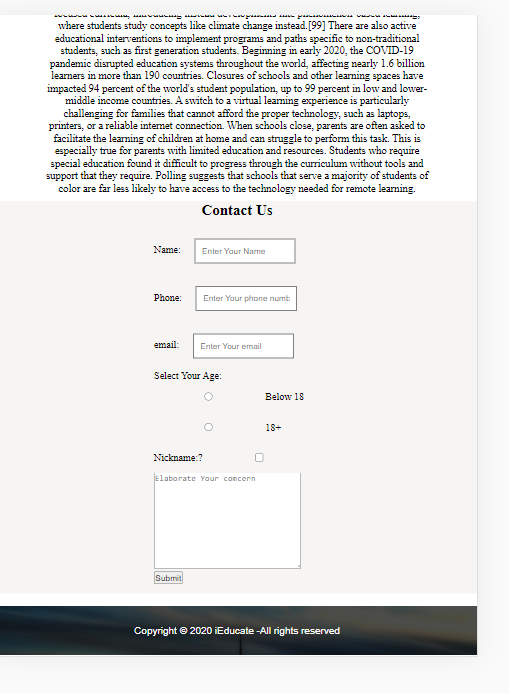 where students study concepts like climate change instead.[99] There are also active
educational interventions to implement programs and paths specific to non-traditional
students, such as first generation students. Beginning in early 2020, the COVID-19
pandemic disrupted education systems throughout the world, affecting nearly 1.6 billion
learners in more than 190 countries. Closures of schools and other learning spaces have
impacted 94 percent of the world's student population, up to 99 percent in low and lower-
middle income countries. A switch to a virtual learning experience is particularly
challenging for families that cannot afford the proper technology, such as laptops,
printers, or a reliable internet connection. When schools close, parents are often asked to
facilitate the learning of children at home and can struggle to perform this task. This is
especially true for parents with limited education and resources. Students who require
special education found it difficult to progress through the curriculum without tools and
support that they require. Polling suggests that schools that serve a majority of students of
color are far less likely to have access to the technology needed for remote learning.
Contact Us
Name: Enter Your Name
Phone: Enter Your phone numb
email: Enter Your email
Select Your Age:
Below 18
18+
Nickname:?
Elaborate Your comcern
Submit
Copyright © 2020 iEducate -All rights reserved